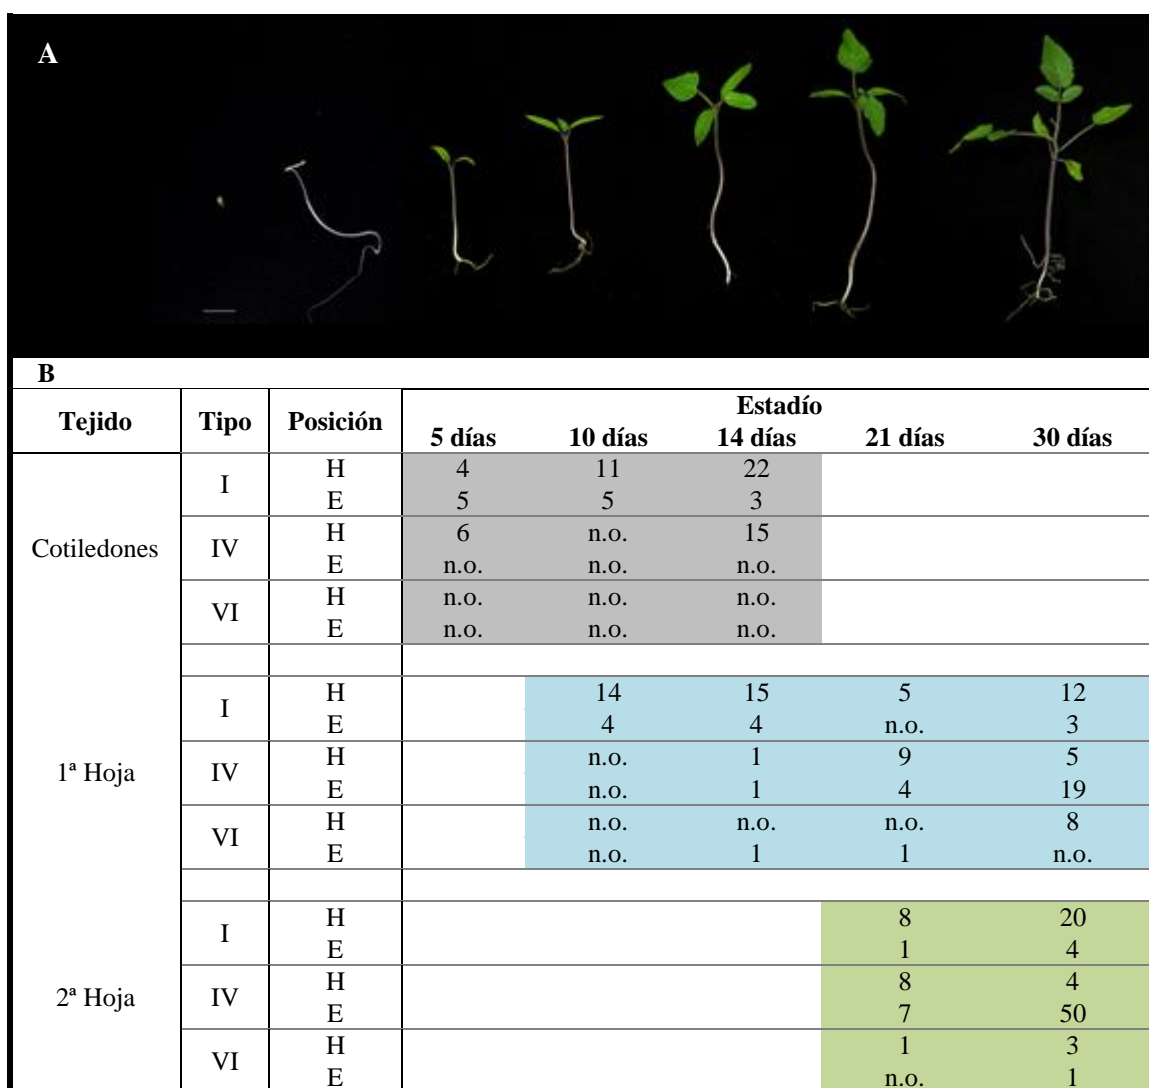 A
B
Tejido Tipo Posición Estadío
5 días 10 días 14 días 21 días 30 días
Cotiledones I H 4 11 22
E 5 5 3
IV H 6 n.o. 15
E n.o. n.o. n.o.
VI H n.o. n.o. n.o.
E n.o. n.o. n.o.
1ª Hoja I H 14 15 5 12
E 4 4 n.o. 3
IV H n.o. 1 9 5
E n.o. 1 4 19
VI H n.o. n.o. n.o. 8
E n.o. 1 1 n.o.
2ª Hoja I H 8 20
E 1 4
IV H 8 4
E 7 50
VI H 1 3
E n.o. 1